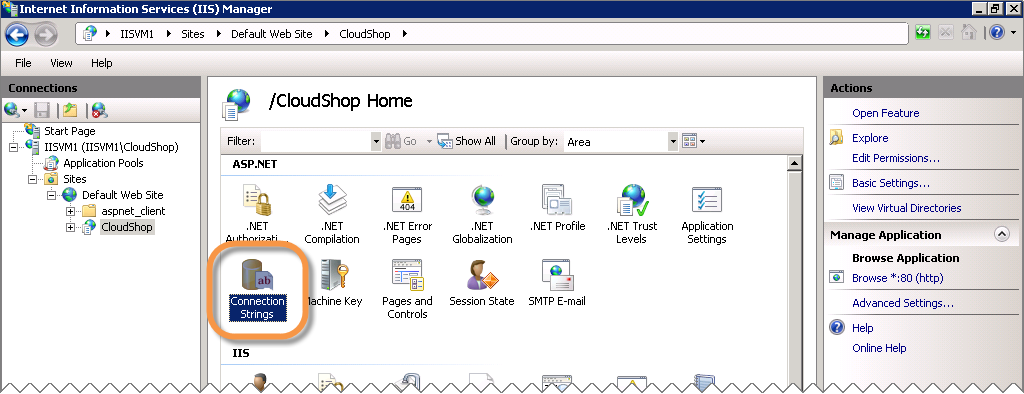 Internet Information Services (IIS) Manager
IISVM1 Sites Default Web Site CloudShop
File View Help
Connections
Start Page
IISVM1 (IISVM1\CloudShop)
Application Pools
Sites
Default Web Site
aspnet_client
CloudShop
/CloudShop Home
Filter: Go Show All Group by: Area
ASP.NET
.NET Authorizati...
.NET Compilation
.NET Error Pages
.NET Globalization
.NET Profile
.NET Trust Levels
Application Settings
Connection Strings
Machine Key
Pages and Controls
Session State
SMTP E-mail
IIS
404
ab
Actions
Open Feature
Explore
Edit Permissions...
Basic Settings...
View Virtual Directories
Manage Application
Browse Application
Browse *:80 (http)
Advanced Settings...
Help
Online Help